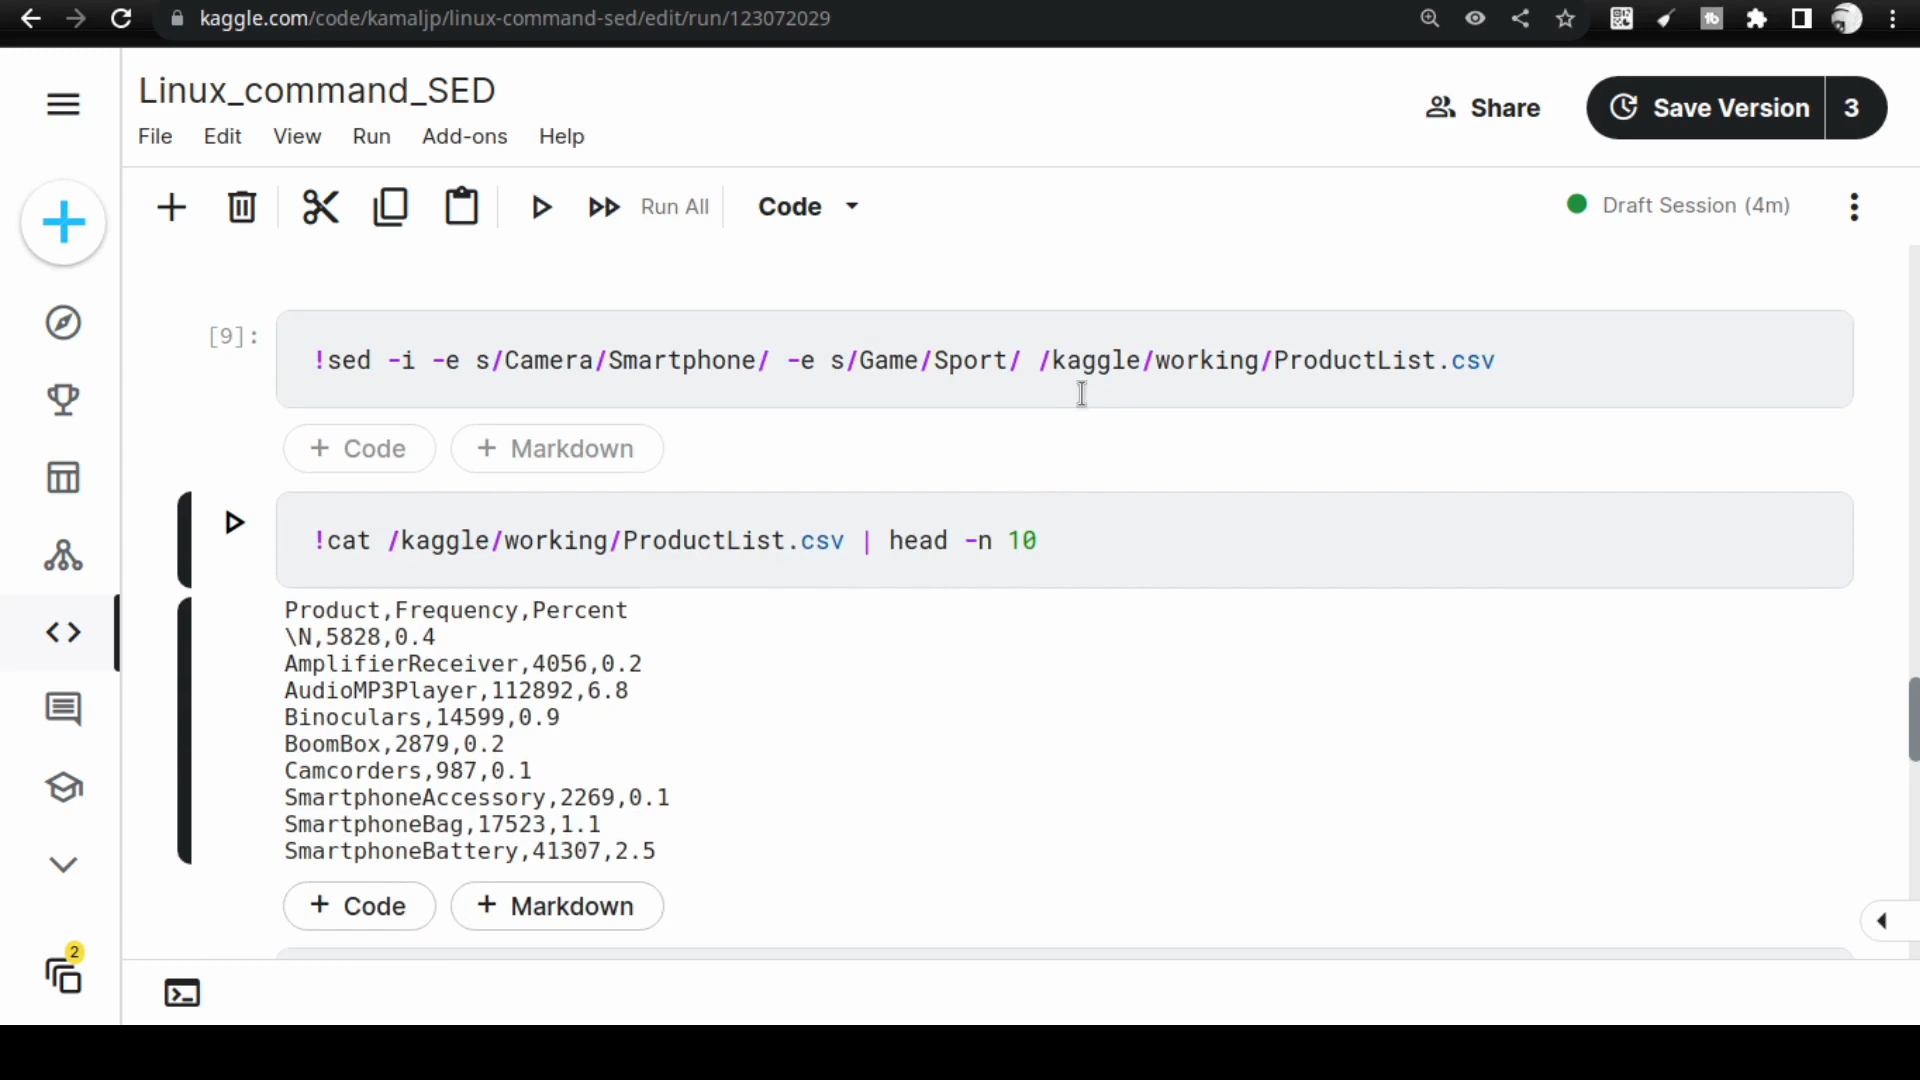 kaggle.com/code/kamaljp/linux-command-sed/edit/run/123072029
Linux_command_SED
File Edit View Run Add-ons Help
Share
Save Version 3
Run All
Code
Draft Session (4m)
[9]:
!sed -i -e s/Camera/Smartphone/ -e s/Game/Sport/ /kaggle/working/ProductList.csv
+ Code + Markdown
!cat /kaggle/working/ProductList.csv | head -n 10
Product,Frequency,Percent
\N,5828,0.4
AmplifierReceiver,4056,0.2
AudioMP3Player,112892,6.8
Binoculars,14599,0.9
BoomBox,2879,0.2
Camcorders,987,0.1
SmartphoneAccessory,2269,0.1
SmartphoneBag,17523,1.1
SmartphoneBattery,41307,2.5
+ Code + Markdown
2